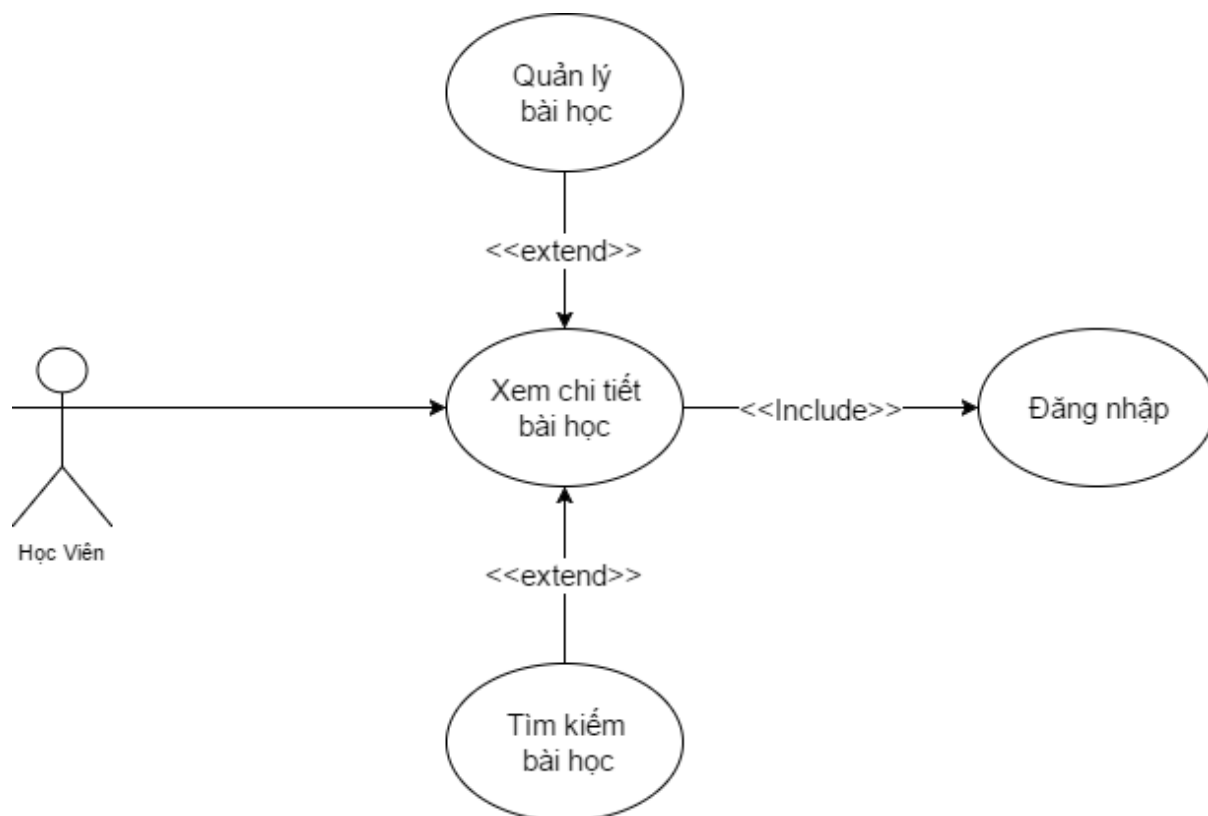 Quản lý
bài học
<<extend>>
Xem chi tiết
bài học
<<Include>>
Đăng nhập
Học Viên
<<extend>>
Tìm kiếm
bài học